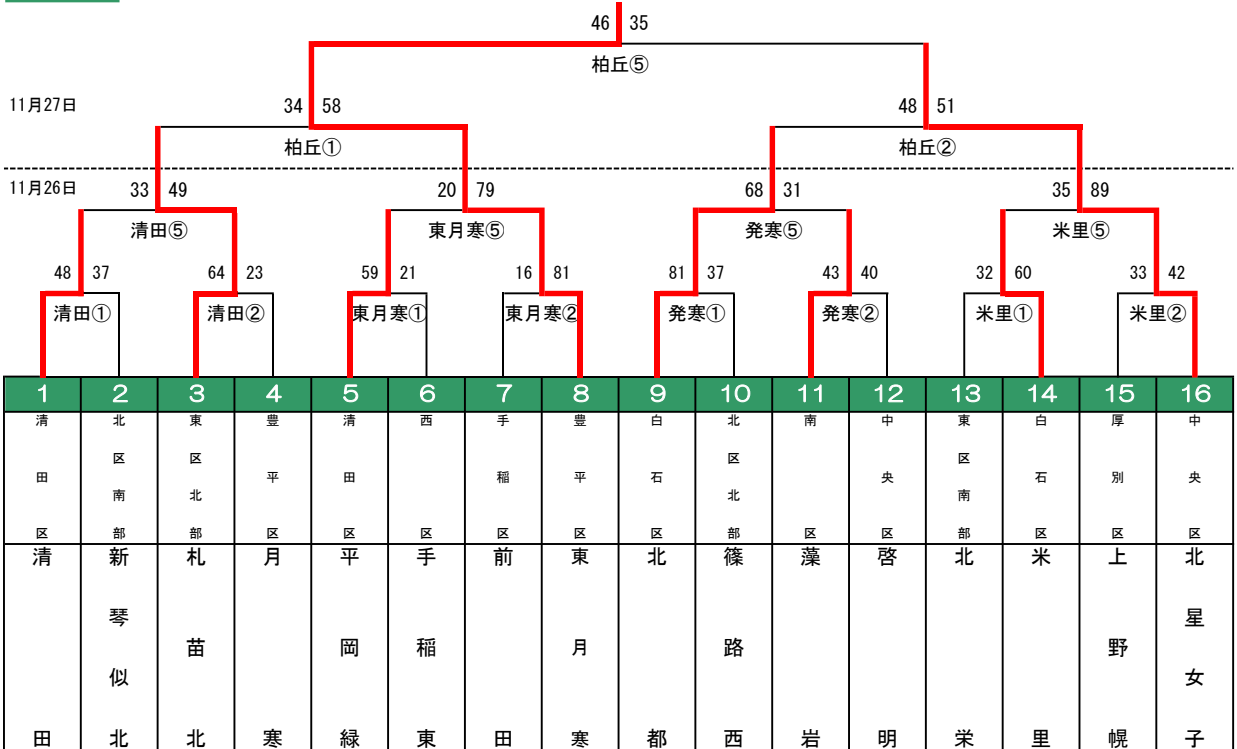 46 35
柏丘⑤
11月27日
34 58
48 51
柏丘①
柏丘②
11月26日
33 49
20 79
68 31
35 89
清田⑤
東月寒⑤
発寒⑤
米里⑤
48 37
64 23
59 21
16 81
81 37
43 40
32 60
33 42
清田①
清田②
東月寒①
東月寒②
発寒①
発寒②
米里①
米里②
1 2 3 4 5 6 7 8 9 10 11 12 13 14 15 16
清田区
北区南部
東区北部
豊平区
清田区
西区
手稲区
豊平区
白石区
北区北部
南区
中央区
東区南部
白石区
厚別区
中央区
清田
新琴似北
札苗北
月寒
平岡緑
手稲東
前田
東月寒
北都
篠路西
藻岩
啓明
北栄
米里
上野幌
北星女子